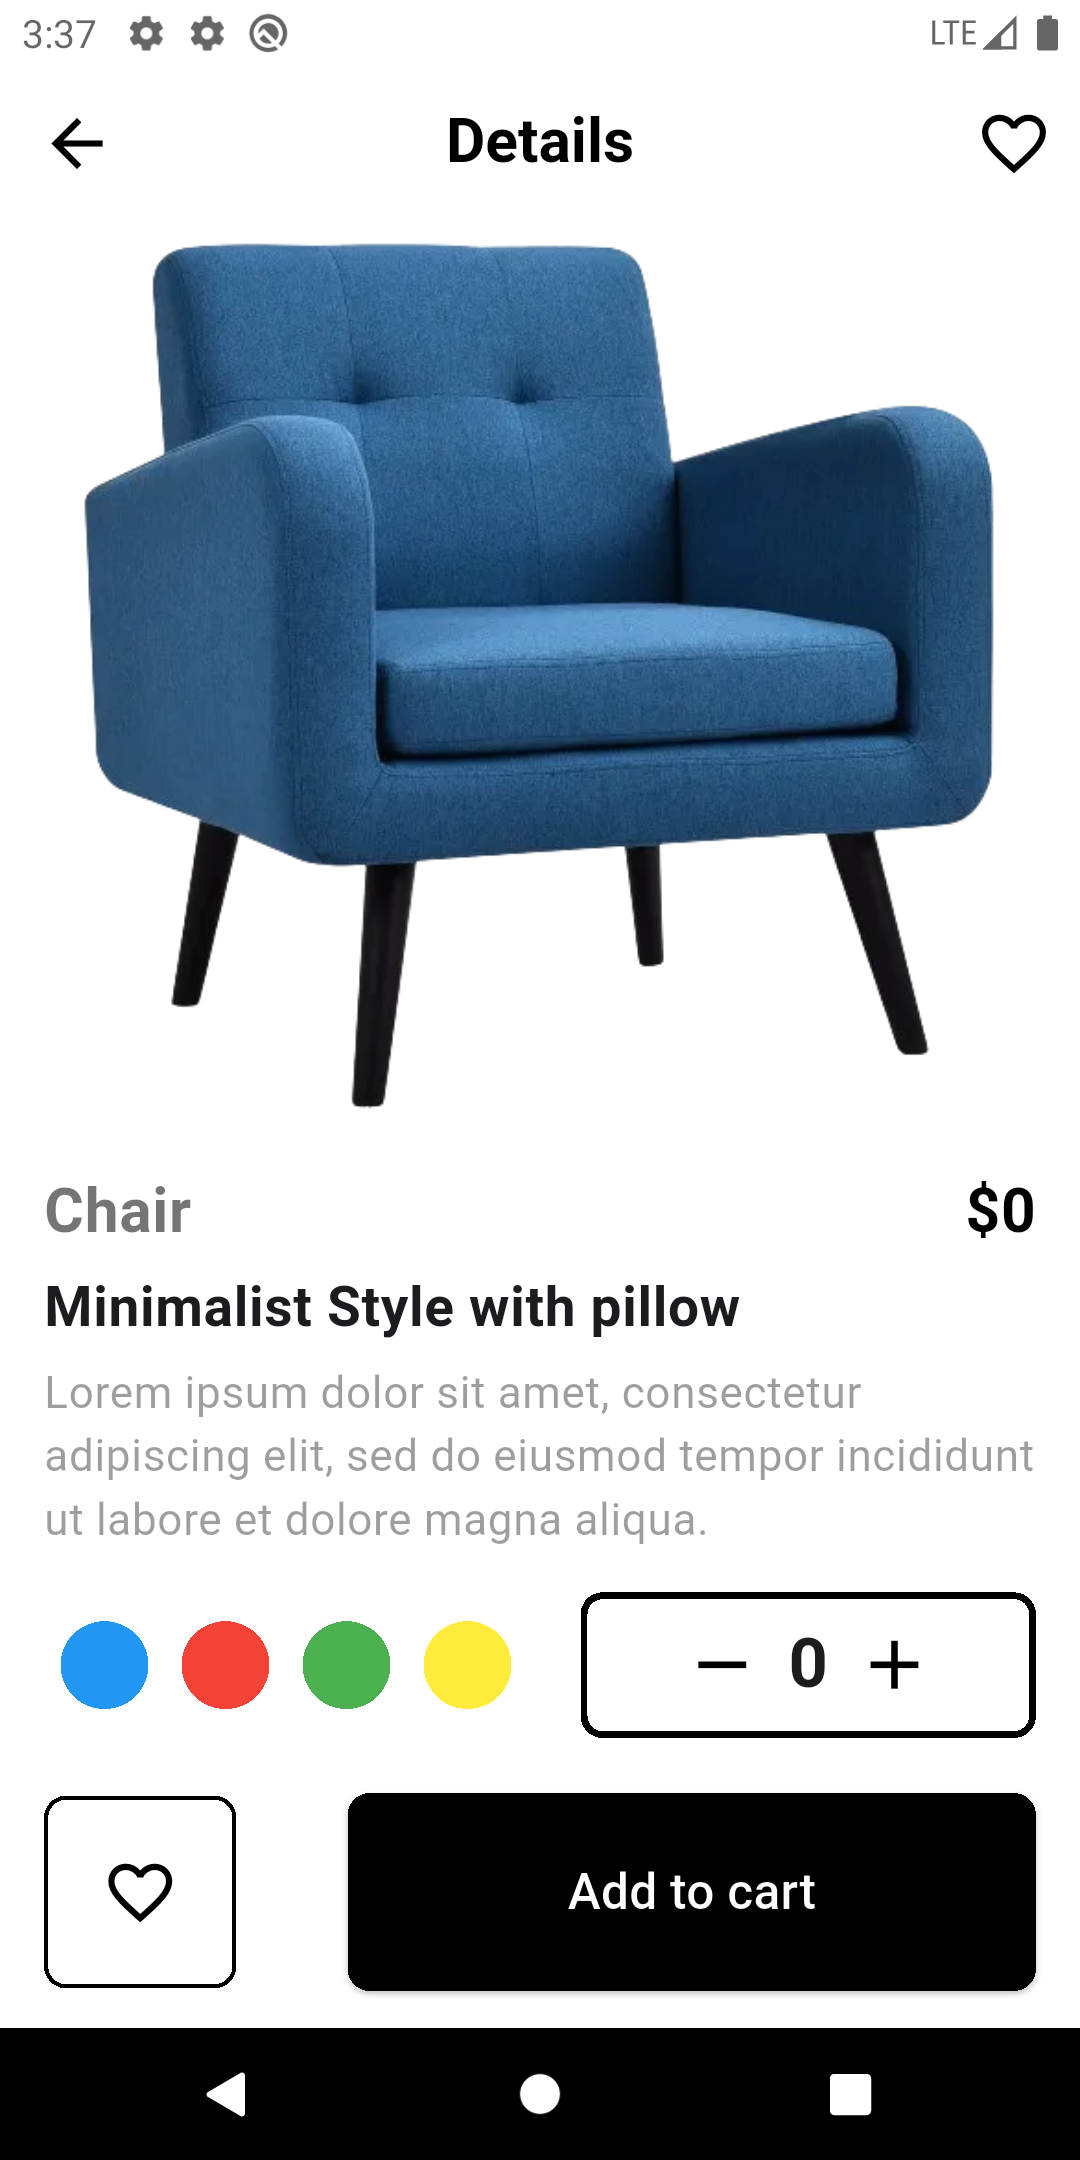 3:37
LTE
Details
Chair
$0
Minimalist Style with pillow
Lorem ipsum dolor sit amet, consectetur
adipiscing elit, sed do eiusmod tempor incididunt
ut labore et dolore magna aliqua.
0
Add to cart